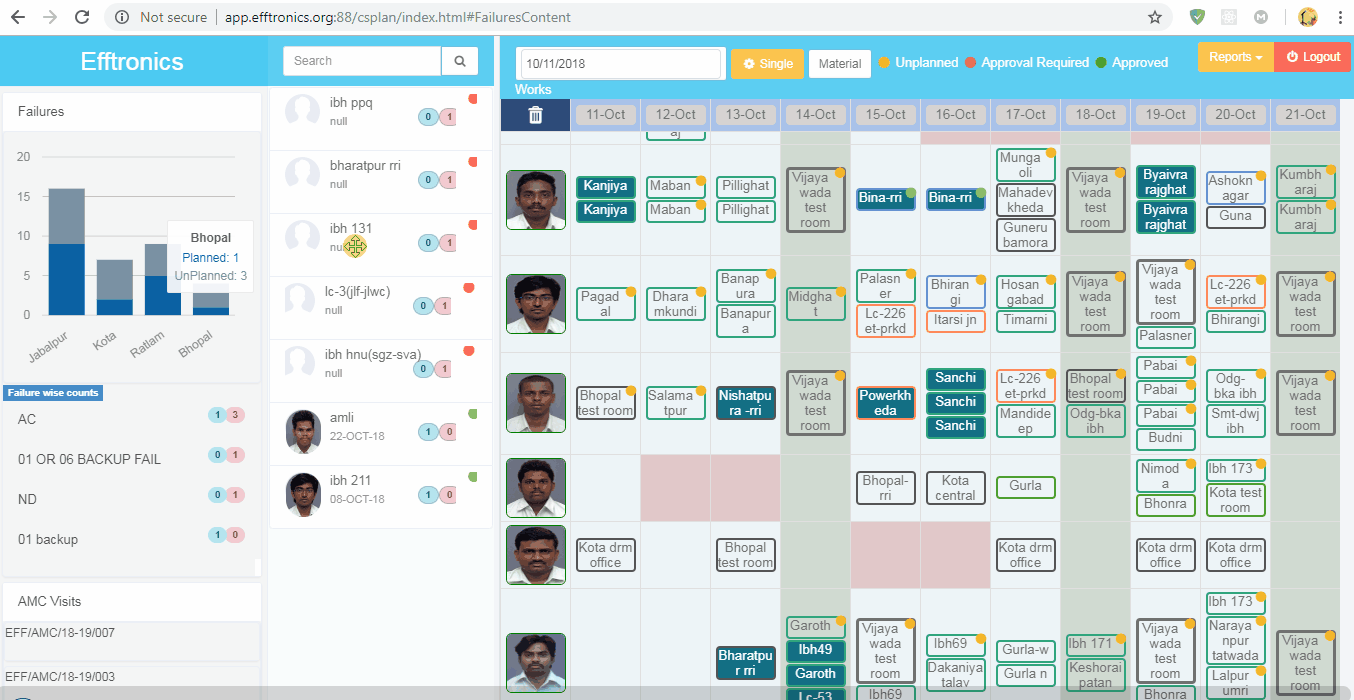 Not secure
app.efftronics.org:88/csplan/index.html#FailuresContent
Efftronics
Search
10/11/2018
Single
Material
Unplanned
Approval Required
Approved
Reports
Logout
Works
Failures
20
15
10
5
0
Jabalpur
Kota
Ratlam
Bhopal
Bhopal
Planned: 1
UnPlanned: 3
Failure wise counts
AC
1 3
01 OR 06 BACKUP FAIL
0 1
ND
0 1
01 backup
1 0
AMC Visits
EFF/AMC/18-19/007
EFF/AMC/18-19/003
ibh ppq
null
0 1
bharatpur rri
null
0 1
ibh 131
0 1
lc-3(jlf-jlwc)
null
0 1
ibh hnu(sgz-sva)
null
0 1
amli
22-OCT-18
1 0
ibh 211
08-OCT-18
1 0
11-Oct
12-Oct
13-Oct
14-Oct
15-Oct
16-Oct
17-Oct
18-Oct
19-Oct
20-Oct
21-Oct
aj
Kanjiya
Kanjiya
Maban
Maban
Pillighat
Pillighat
Vijaya
wada
test
room
Bina-rri
Bina-rri
Munga
oli
Mahadev
kheda
Guneru
bamora
Vijaya
wada
test
room
Byaivra
rajghat
Byaivra
rajghat
Ashokn
agar
Guna
Kumbh
araj
Kumbh
araj
Pagad
al
Dhara
mkundi
Banap
ura
Banapur
a
Midgha
t
Palasn
er
Lc-226
et-prkd
Bhiran
gi
Itarsi jn
Hosan
gabad
Timarni
Vijaya
wada
test
room
Vijaya
wada
test
room
Palasner
Lc-226
et-prkd
Bhirangi
Vijaya
wada
test
room
Bhopal
test room
Salama
tpur
Nishatpu
ra -rri
Vijaya
wada
test
room
Powerkh
eda
Sanchi
Sanchi
Sanchi
Lc-226
et-prkd
Mandide
ep
Bhopal
test room
Odg-bka
ibh
Pabai
Pabai
Pabai
Budni
Odg-
bka ibh
Smt-dwj
ibh
Vijaya
wada
test
room
Bhopal-
rri
Kota
central
Gurla
Nimod
a
Bhonra
Ibh 173
Kota test
room
Kota drm
office
Bhopal
test room
Kota drm
office
Kota drm
office
Kota drm
office
Bharatpu
r rri
Garoth
Ibh49
Garoth
Lc-53
Vijaya
wada
test
room
Ibh69
Ibh69
Dakaniya
talav
Gurla-w
Gurla n
Ibh 171
Keshorai
patan
Vijaya
wada
test
room
Bhonra
Ibh 173
Naraya
npur
tatwada
Lalpur
umri
Vijaya
wada
test
room